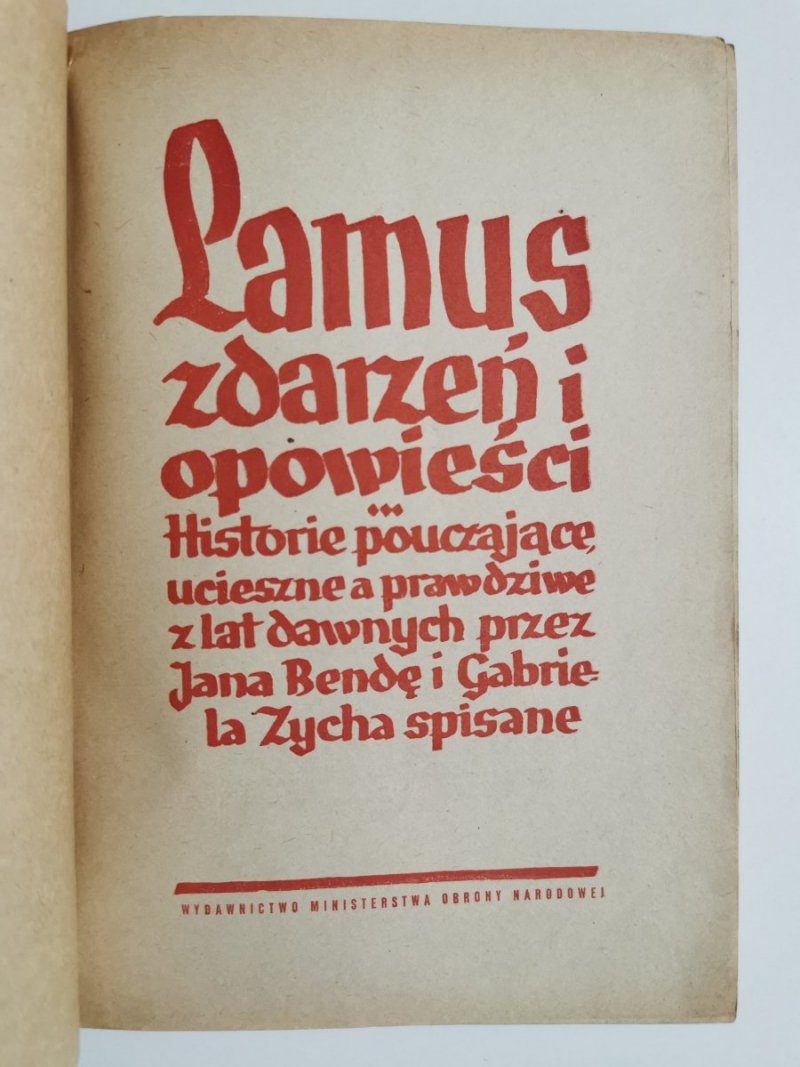 Lamus
zdarzeń i
opowieści
...
Historie pouczające,
ucieszne a prawdziwe
z lat dawnych przez
Jana Bendę i Gabrie-
la Zycha spisane
WYDAWNICTWO MINISTERSTWA OBRONY NARODOWEJ